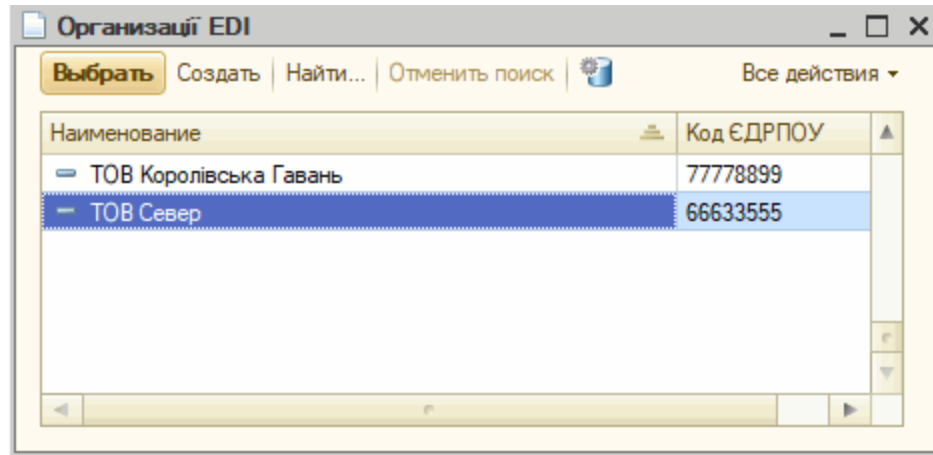 Организації EDI
Выбрать Создать Найти... Отменить поиск Все действия
Наименование Код ЄДРПОУ
ТОВ Королівська Гавань 77778899
ТОВ Север 66633555